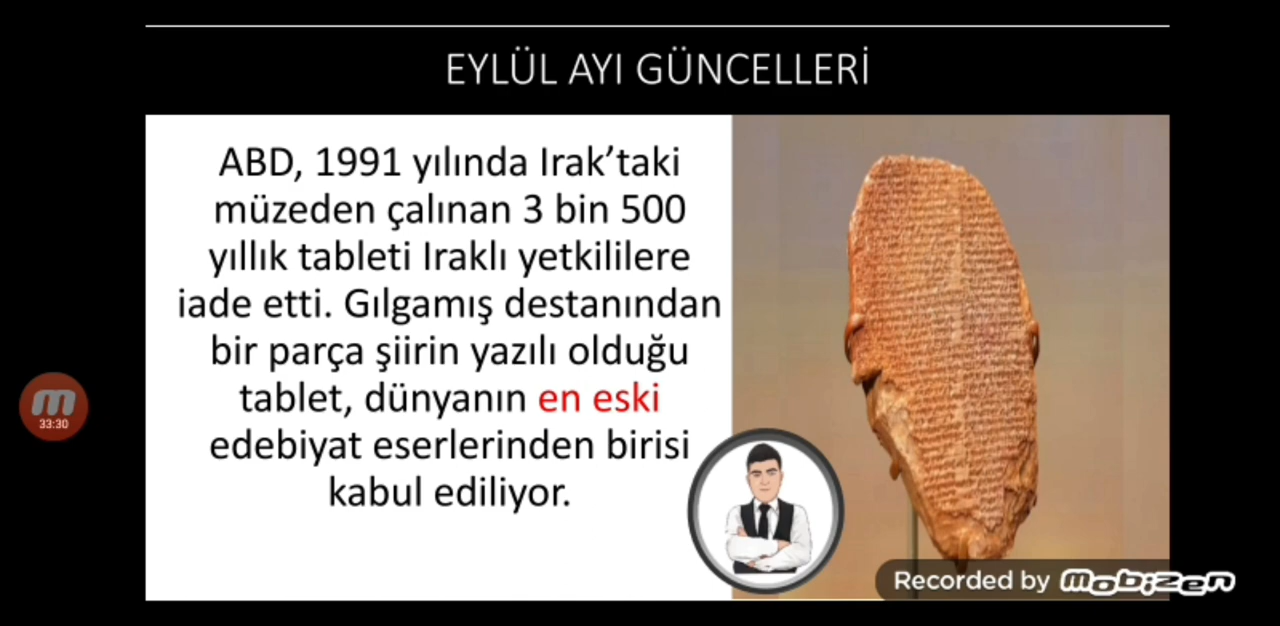 EYLÜL AYI GÜNCELLERİ
ABD, 1991 yılında Irak’taki
müzeden çalınan 3 bin 500
yıllık tableti Iraklı yetkililere
iade etti. Gılgamış destanından
bir parça şiirin yazılı olduğu
tablet, dünyanın en eski
edebiyat eserlerinden birisi
kabul ediliyor.
33:30
Recorded by mobizen